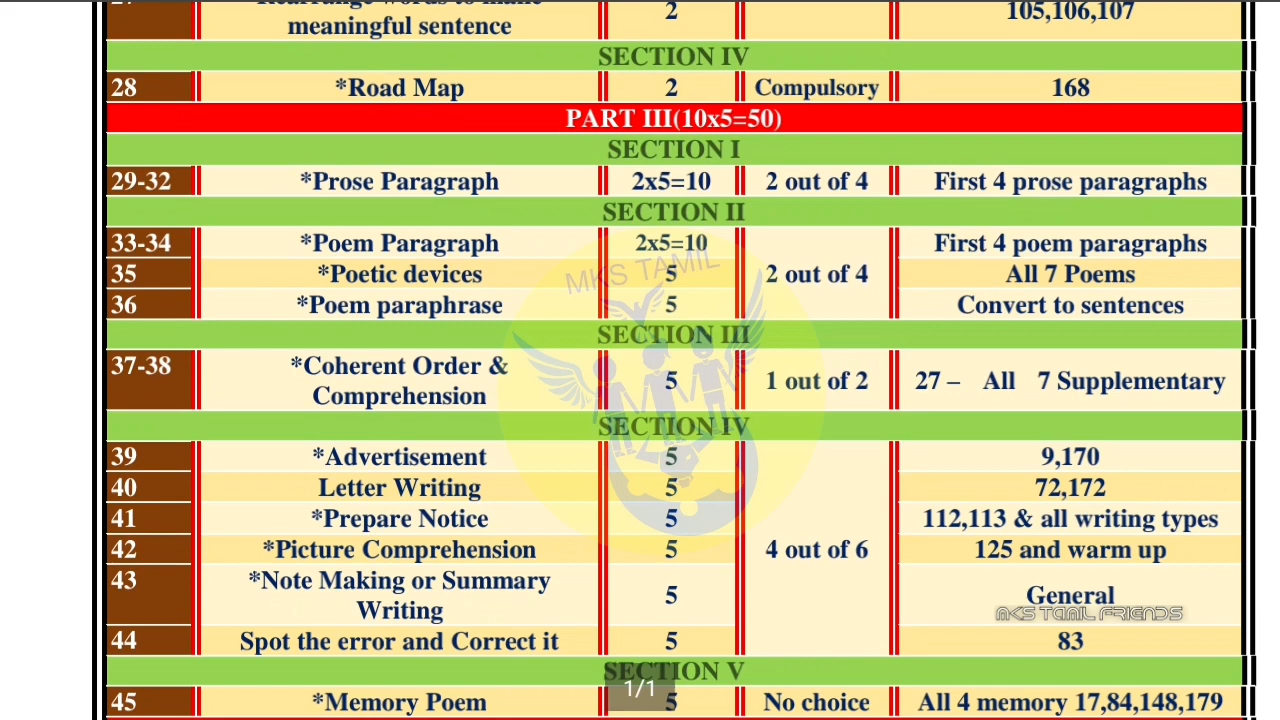 27 Rearrange words to make
meaningful sentence 2 105,106,107
SECTION IV
28 *Road Map 2 Compulsory 168
PART III(10x5=50)
SECTION I
29-32 *Prose Paragraph 2x5=10 2 out of 4 First 4 prose paragraphs
SECTION II
33-34 *Poem Paragraph 2x5=10 First 4 poem paragraphs
35 *Poetic devices 5 2 out of 4 All 7 Poems
36 *Poem paraphrase 5 Convert to sentences
SECTION III
37-38 *Coherent Order &
Comprehension 5 1 out of 2 27 – All 7 Supplementary
SECTION IV
39 *Advertisement 5 9,170
40 Letter Writing 5 72,172
41 *Prepare Notice 5 112,113 & all writing types
42 *Picture Comprehension 5 4 out of 6 125 and warm up
43 *Note Making or Summary
Writing 5 General
44 Spot the error and Correct it 5 83
SECTION V
45 *Memory Poem 5 No choice All 4 memory 17,84,148,179
MKS TAMIL
MKS TAMIL FRIENDS
1/1